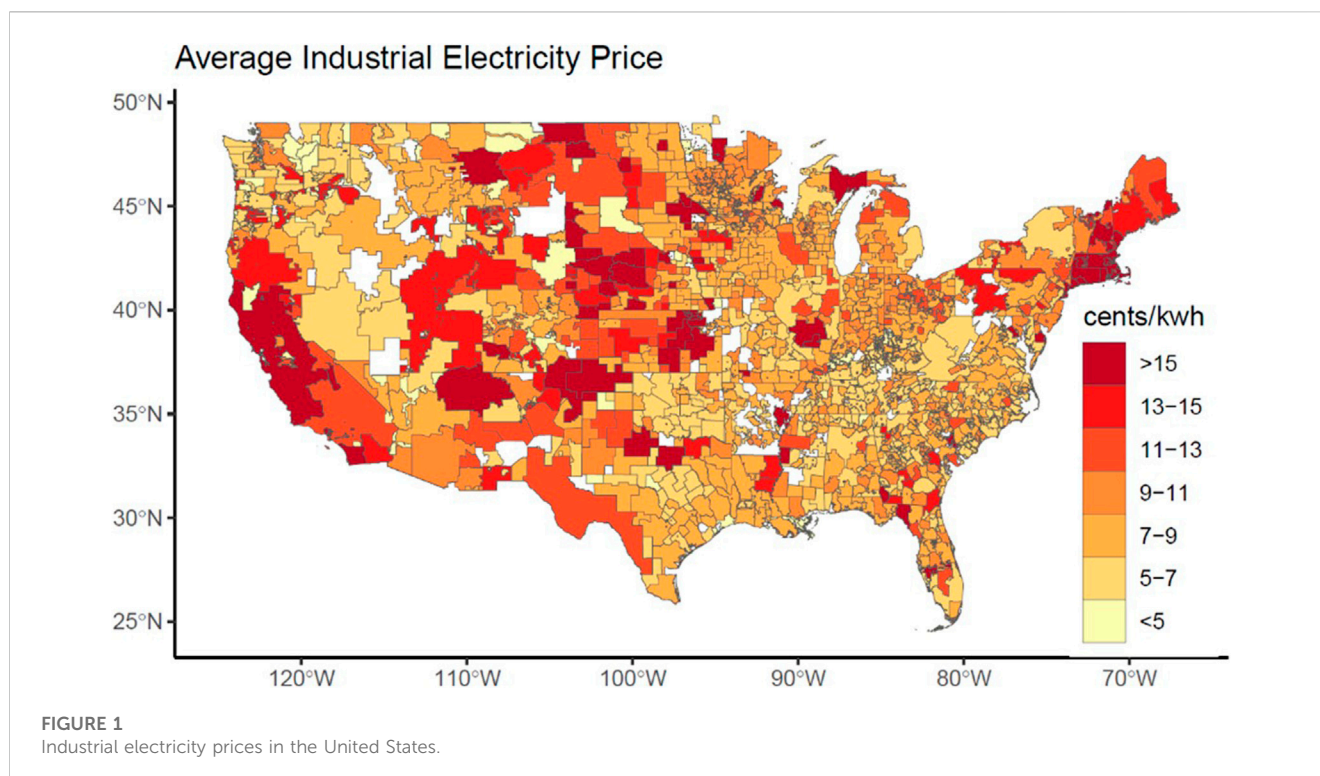 Average Industrial Electricity Price
50°N
45°N
40°N
35°N
30°N
25°N
cents/kwh
>15
13−15
11−13
9−11
7−9
5−7
<5
120°W 110°W 100°W 90°W 80°W 70°W
FIGURE 1
Industrial electricity prices in the United States.